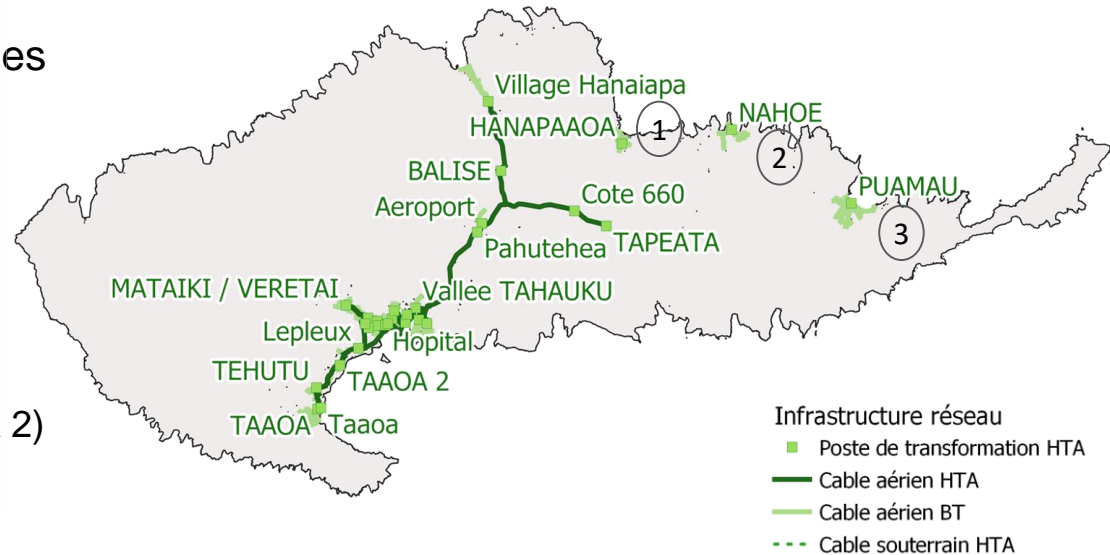 es
Village Hanaiapa
HANAPAAOA
1
NAHOE
2
BALISE
Cote 660
PUAMAU
Aeroport
3
Pahutehea
TAPEATA
MATAIKI / VERETAI
Vallee TAHAUKU
Lepleux
Hopital
TEHUTU
TAAOA 2
TAAOA
Taaoa
2)
Infrastructure réseau
Poste de transformation HTA
Cable aérien HTA
Cable aérien BT
Cable souterrain HTA